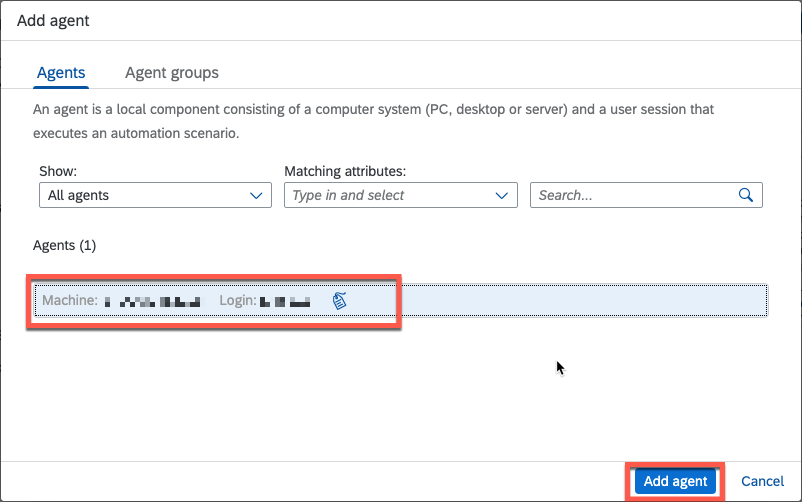 Add agent
Agents Agent groups
An agent is a local component consisting of a computer system (PC, desktop or server) and a user session that
executes an automation scenario.
Show: Matching attributes:
All agents Type in and select Search...
Agents (1)
Machine: Login:
Add agent Cancel